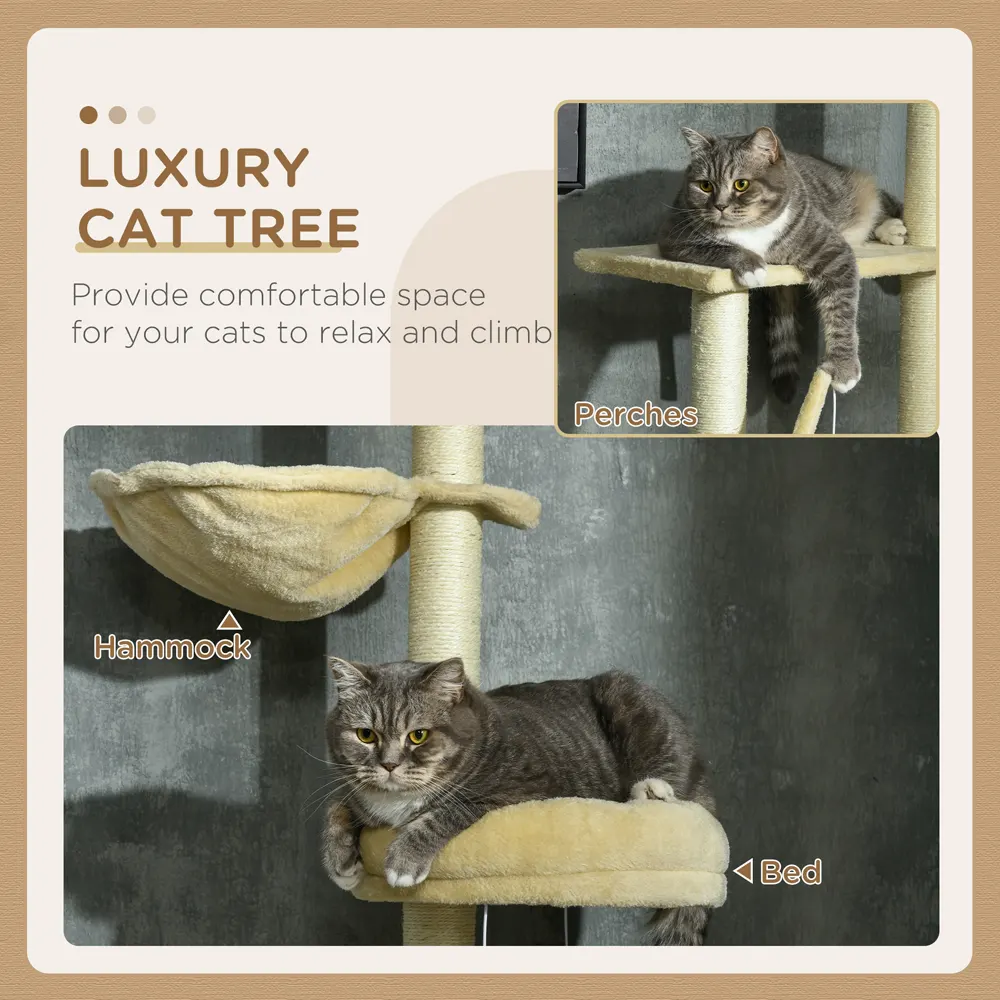 LUXURY
CAT TREE
Provide comfortable space
for your cats to relax and climb
Perches
Hammock
Bed